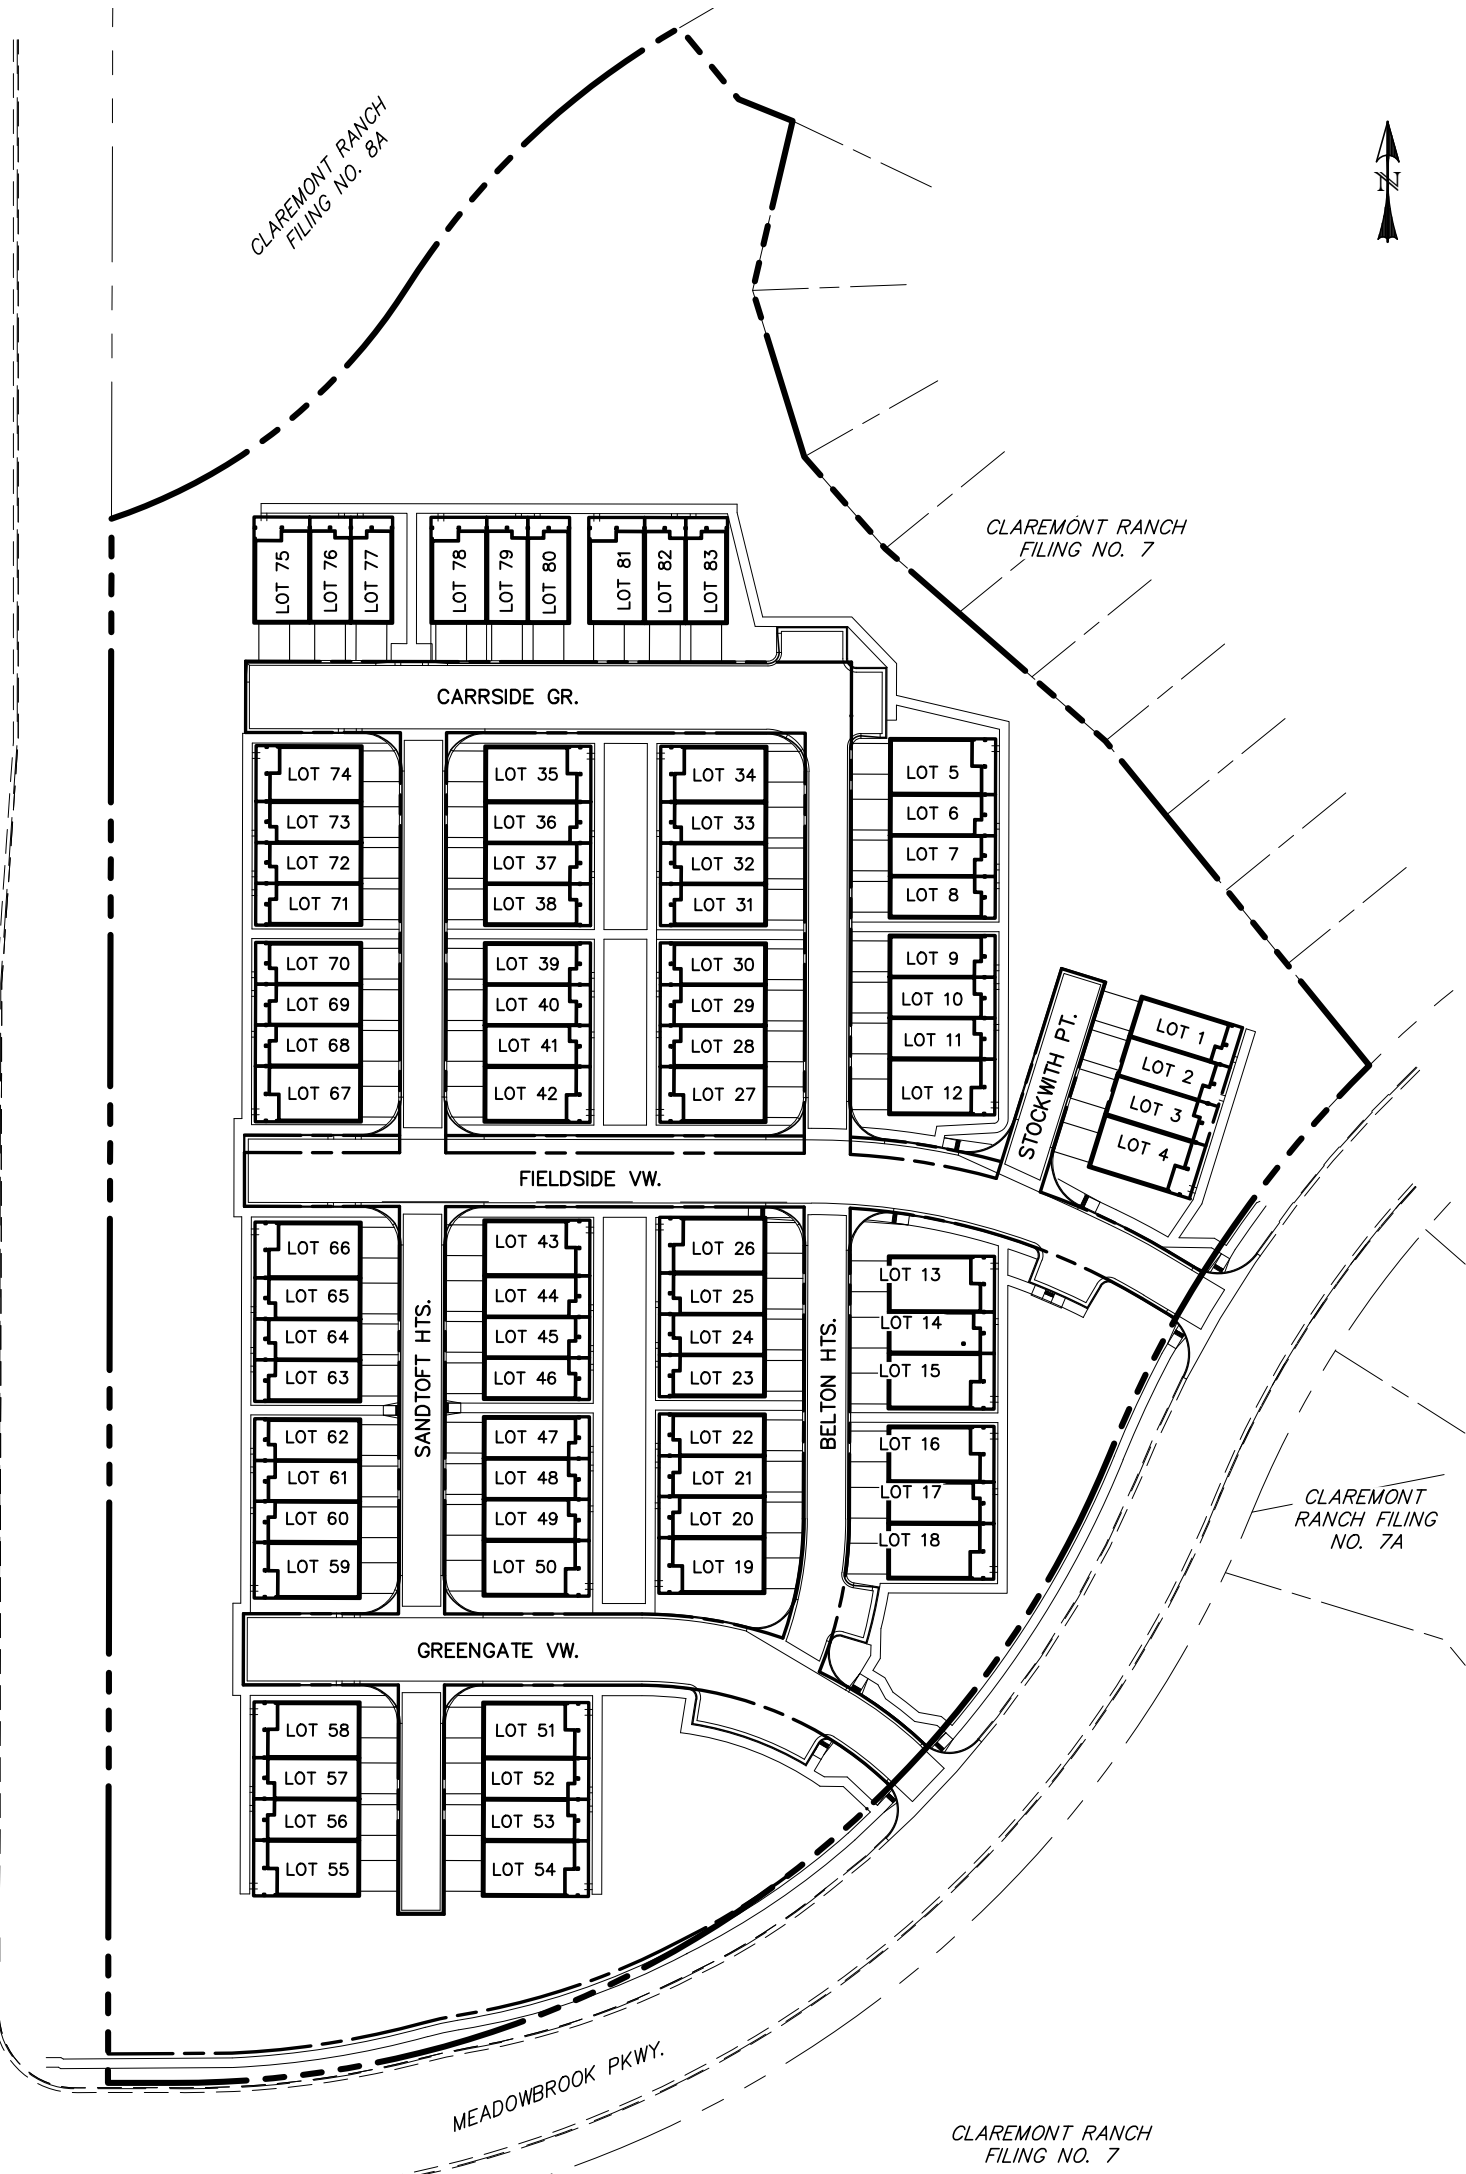 CLAREMONT RANCH
FILING NO. 8A
N
CLAREMONT RANCH
FILING NO. 7
LOT 75
LOT 76
LOT 77
LOT 78
LOT 79
LOT 80
LOT 81
LOT 82
LOT 83
CARRSIDE GR.
LOT 74
LOT 35
LOT 34
LOT 5
LOT 73
LOT 36
LOT 33
LOT 6
LOT 72
LOT 37
LOT 32
LOT 7
LOT 71
LOT 38
LOT 31
LOT 8
LOT 70
LOT 39
LOT 30
LOT 9
LOT 69
LOT 40
LOT 29
LOT 10
LOT 68
LOT 41
LOT 28
LOT 11
LOT 67
LOT 42
LOT 27
LOT 12
STOCKWITH PT.
LOT 1
LOT 2
LOT 3
LOT 4
FIELDSIDE VW.
LOT 66
LOT 43
LOT 26
LOT 13
LOT 65
LOT 44
LOT 25
LOT 14
LOT 64
LOT 45
LOT 24
LOT 15
LOT 63
LOT 46
LOT 23
SANDTOFT HTS.
BELTON HTS.
LOT 62
LOT 47
LOT 22
LOT 16
LOT 61
LOT 48
LOT 21
LOT 17
LOT 60
LOT 49
LOT 20
LOT 18
LOT 59
LOT 50
LOT 19
CLAREMONT
RANCH FILING
NO. 7A
GREENGATE VW.
LOT 58
LOT 51
LOT 57
LOT 52
LOT 56
LOT 53
LOT 55
LOT 54
MEADOWBROOK PKWY.
CLAREMONT RANCH
FILING NO. 7